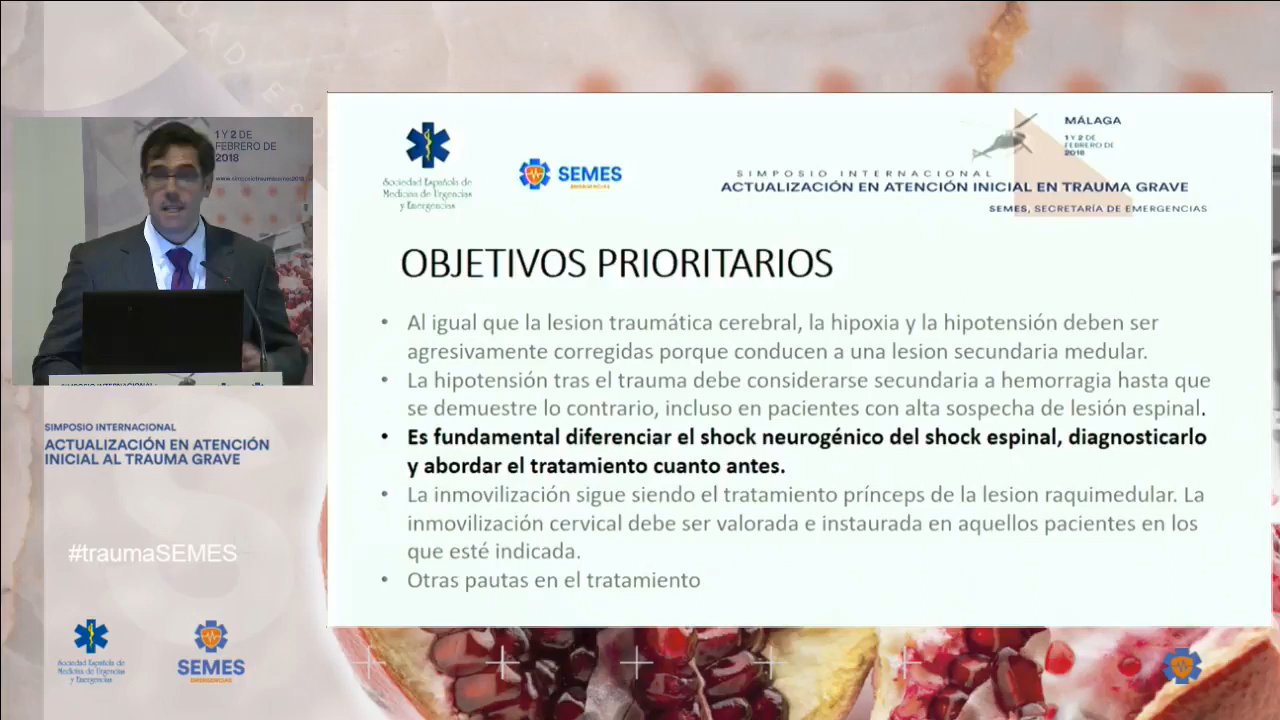 1 Y 2 DE
FEBRERO DE
2018
www.simposiotraumasemes2018
SIMPOSIO INTERNACIONAL
ACTUALIZACIÓN EN ATENCIÓN
INICIAL AL TRAUMA GRAVE
#traumaSEMES
Sociedad Española de
Medicina de Urgencias
y Emergencias
SEMES
EMERGENCIAS
Sociedad Española de
Medicina de Urgencias
y Emergencias
SEMES
EMERGENCIAS
MÁLAGA
1 Y 2 DE
FEBRERO DE
2018
SIMPOSIO INTERNACIONAL
ACTUALIZACIÓN EN ATENCIÓN INICIAL EN TRAUMA GRAVE
SEMES, SECRETARÍA DE EMERGENCIAS
OBJETIVOS PRIORITARIOS
• Al igual que la lesion traumática cerebral, la hipoxia y la hipotensión deben ser
agresivamente corregidas porque conducen a una lesion secundaria medular.
• La hipotensión tras el trauma debe considerarse secundaria a hemorragia hasta que
se demuestre lo contrario, incluso en pacientes con alta sospecha de lesión espinal.
• Es fundamental diferenciar el shock neurogénico del shock espinal, diagnosticarlo
y abordar el tratamiento cuanto antes.
• La inmovilización sigue siendo el tratamiento prínceps de la lesion raquimedular. La
inmovilización cervical debe ser valorada e instaurada en aquellos pacientes en los
que esté indicada.
• Otras pautas en el tratamiento